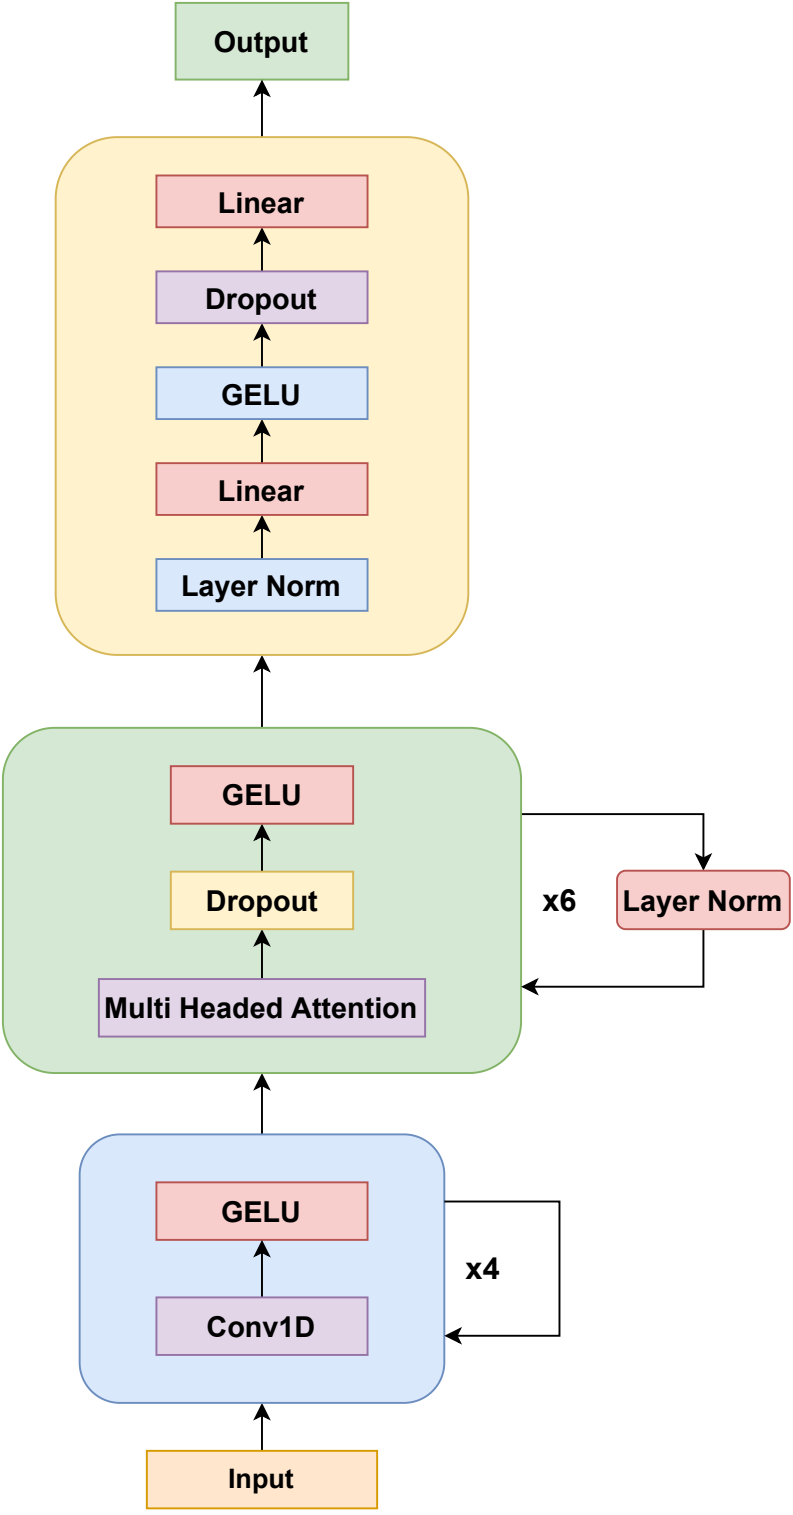 Output
Linear
Dropout
GELU
Linear
Layer Norm
GELU
Dropout
x6
Layer Norm
Multi Headed Attention
GELU
x4
Conv1D
Input